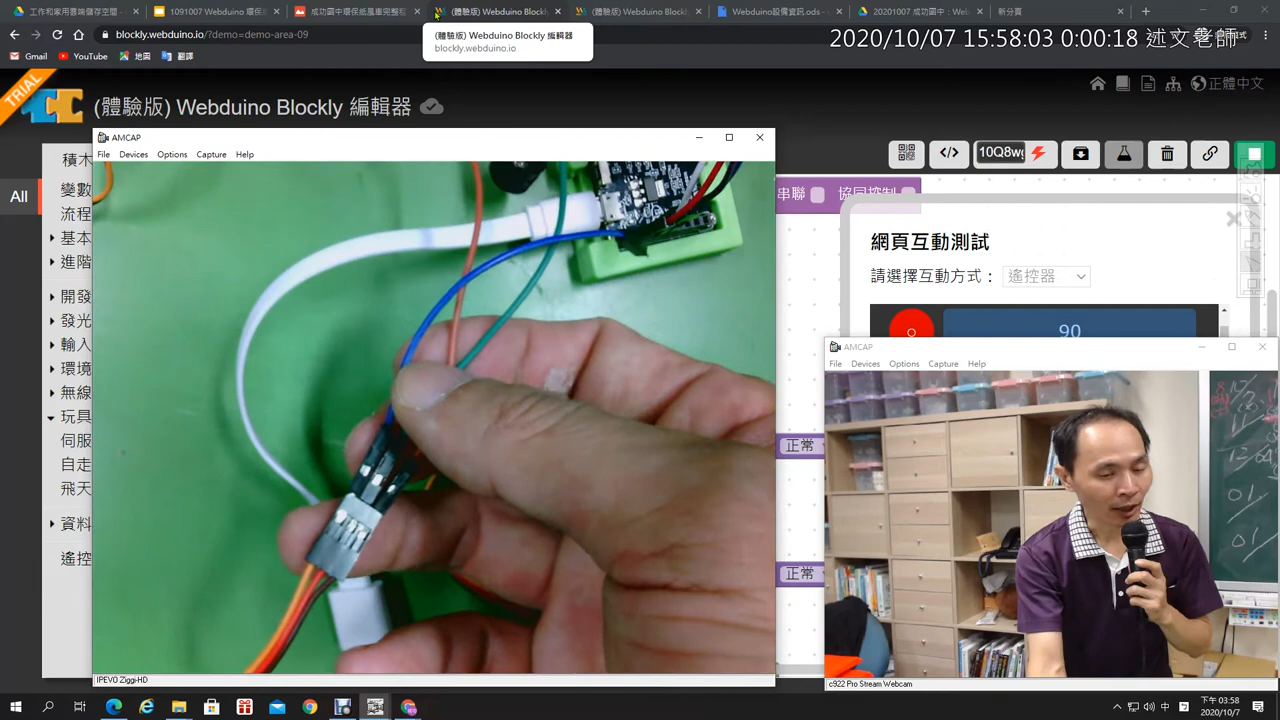 工作和家用雲端儲存空間
1091007 Webduino 環保
成功蔵中環保紙風車完整程
(體驗版) Webduino Blockly
(體驗版) Webduino Blockly
Webduino設備資訊.ods -
20201007 成功蔵中：Web
新分頁
blockly.webduino.io/?demo=demo-area-09
(體驗版) Webduino Blockly 編輯器
blockly.webduino.io
2020/10/07 15:58:03 0:00:18
老師
Gmail
YouTube
地圖
翻譯
TRIAL
(體驗版) Webduino Blockly 編輯器
正體中文
AMCAP
File Devices Options Capture Help
10Q8w
積木
All
變數
流程
基本
進階
開發
發光
輸入
環境
無線
玩具
伺服
自走
飛天
資料
遙控
串聯
協同控制
網頁互動測試
請選擇互動方式：
遙控器
90
正常
正常
AMCAP
File Devices Options Capture Help
IPEVO Ziggi-HD
c922 Pro Stream Webcam
中
下午 03:58
2020/10/7